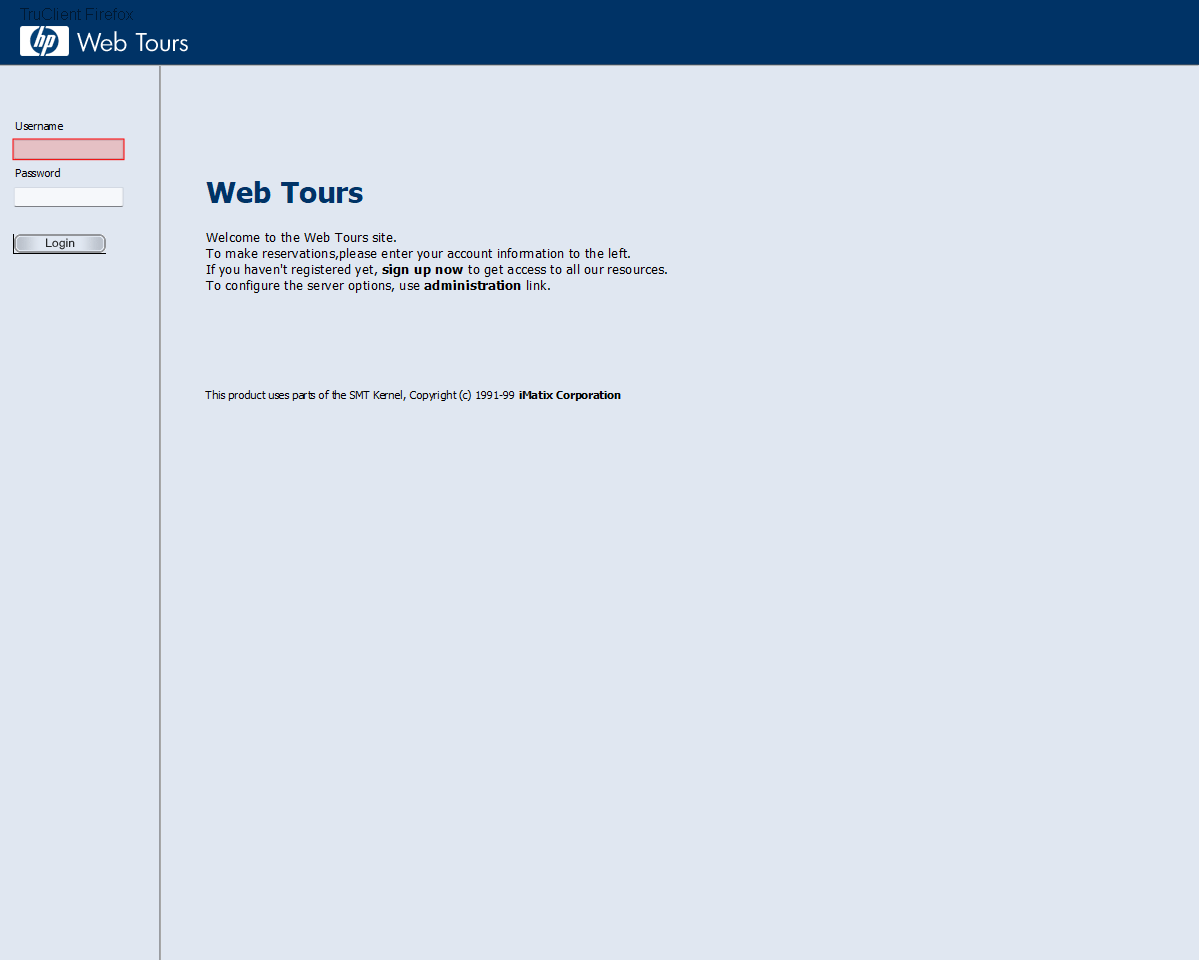 TruClient Firefox
hp Web Tours
Username
Password
Login
Web Tours
Welcome to the Web Tours site.
To make reservations,please enter your account information to the left.
If you haven't registered yet, sign up now to get access to all our resources.
To configure the server options, use administration link.
This product uses parts of the SMT Kernel, Copyright (c) 1991-99 iMatix Corporation